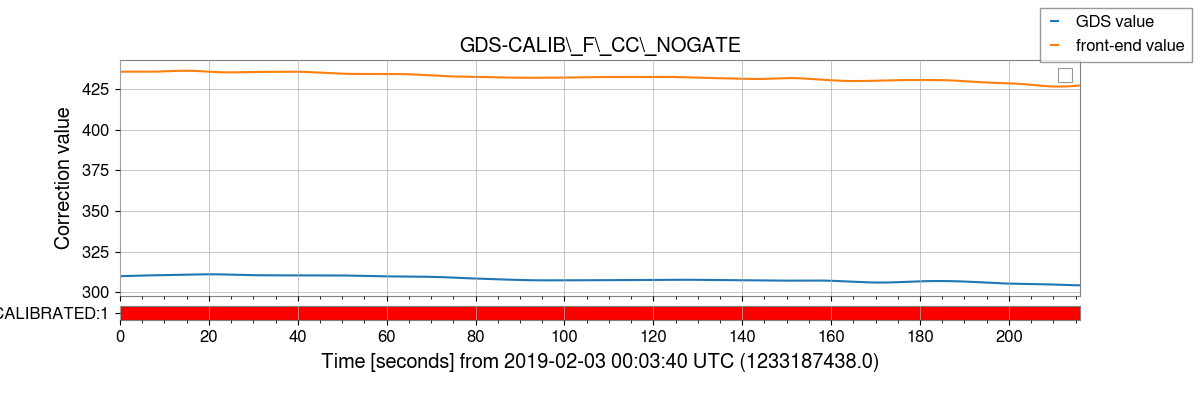 GDS value
front-end value
GDS-CALIB\_F\_CC\_NOGATE
Correction value
425
400
375
350
325
300
CALIBRATED:1
0 20 40 60 80 100 120 140 160 180 200
Time [seconds] from 2019-02-03 00:03:40 UTC (1233187438.0)